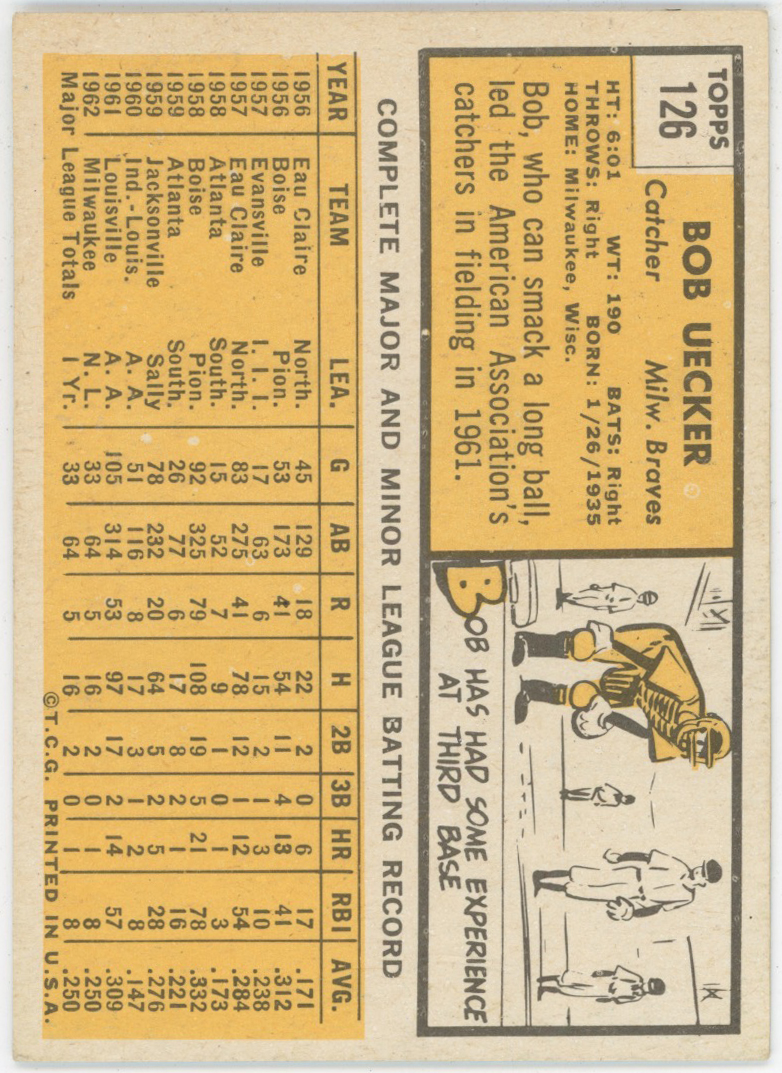 TOPPS
126
BOB UECKER
Catcher Milw. Braves
HT: 6:01 WT: 190 BATS: Right
THROWS: Right BORN: 1/26/1935
HOME: Milwaukee, Wisc.
Bob, who can smack a long ball,
led the American Association's
catchers in fielding in 1961.
BOB HAS HAD SOME EXPERIENCE
AT THIRD BASE
COMPLETE MAJOR AND MINOR LEAGUE BATTING RECORD
YEAR TEAM LEA. G AB R H 2B 3B HR RBI AVG.
1956 Eau Claire North. 45 129 18 22 2 0 6 17 .171
1956 Boise Pion. 53 173 41 54 11 4 13 41 .312
1957 Evansville I. I. I. 17 63 6 15 2 1 3 10 .238
1957 Eau Claire North. 83 275 41 78 12 1 12 54 .284
1958 Atlanta South. 15 52 7 9 1 0 1 3 .173
1958 Boise Pion. 92 325 79 108 19 5 21 78 .332
1959 Atlanta South. 26 77 6 17 8 2 1 16 .221
1959 Jacksonville Sally 78 232 20 64 5 2 5 28 .276
1960 Ind.-Louis. A. A. 51 116 8 17 3 1 2 8 .147
1961 Louisville A. A. 105 314 53 97 17 2 14 57 .309
1962 Milwaukee N. L. 33 64 5 16 2 0 1 8 .250
Major League Totals 1 Yr. 33 64 5 16 2 0 1 8 .250
©T.C.G. PRINTED IN U.S.A.